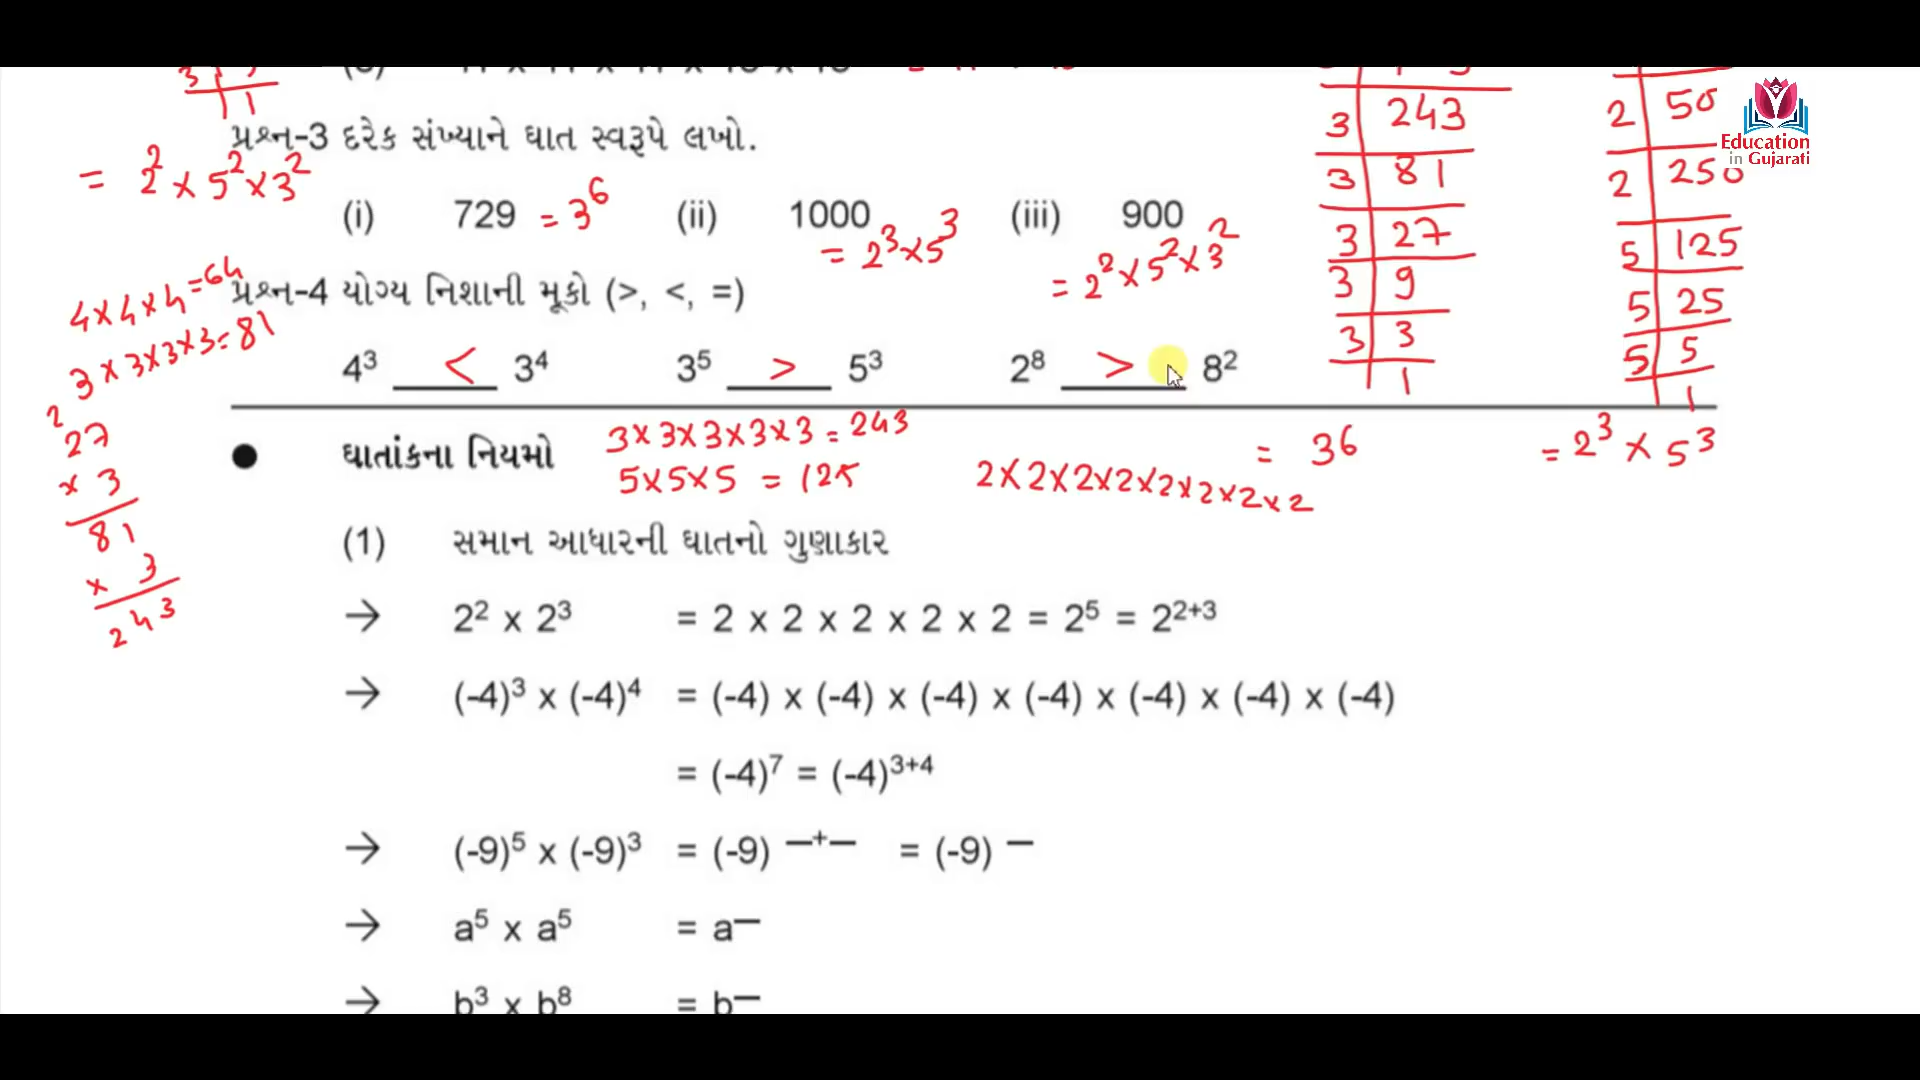 3 |
| 1
પ્રશ્ન-3 દરેક સંખ્યાને ઘાત સ્વરૂપે લખો.
= 2² x 5² x 3²
(i) 729 = 3⁶ (ii) 1000 = 2³ x 5³ (iii) 900 = 2² x 5² x 3²
પ્રશ્ન-4 યોગ્ય નિશાની મૂકો (>, <, =)
4 x 4 x 4 = 64
3 x 3 x 3 x 3 = 81
4³ < 3⁴ 3⁵ > 5³ 2⁸ > 8²
2
27
x 3
81
x 3
243
● ઘાતાંકના નિયમો
3 x 3 x 3 x 3 x 3 = 243
5 x 5 x 5 = 125
2 x 2 x 2 x 2 x 2 x 2 x 2 x 2
3 | 243
3 | 81
3 | 27
3 | 9
3 | 3
| 1
= 3⁶
2 | 50
2 | 250
5 | 125
5 | 25
5 | 5
| 1
= 2³ x 5³
Education
in Gujarati
(1) સમાન આધારની ઘાતનો ગુણાકાર
→ 2² x 2³ = 2 x 2 x 2 x 2 x 2 = 2⁵ = 2²⁺³
→ (-4)³ x (-4)⁴ = (-4) x (-4) x (-4) x (-4) x (-4) x (-4) x (-4)
= (-4)⁷ = (-4)³⁺⁴
→ (-9)⁵ x (-9)³ = (-9) —+— = (-9) —
→ a⁵ x a⁵ = a—
→ b³ x b⁸ = b—